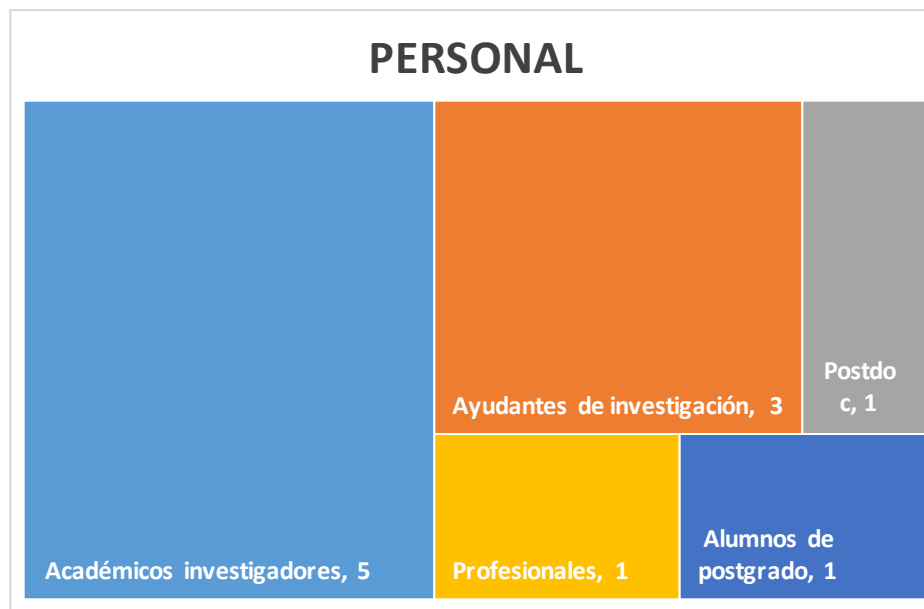 PERSONAL
Académicos investigadores, 5
Ayudantes de investigación, 3
Postdo
c, 1
Profesionales, 1
Alumnos de
postgrado, 1